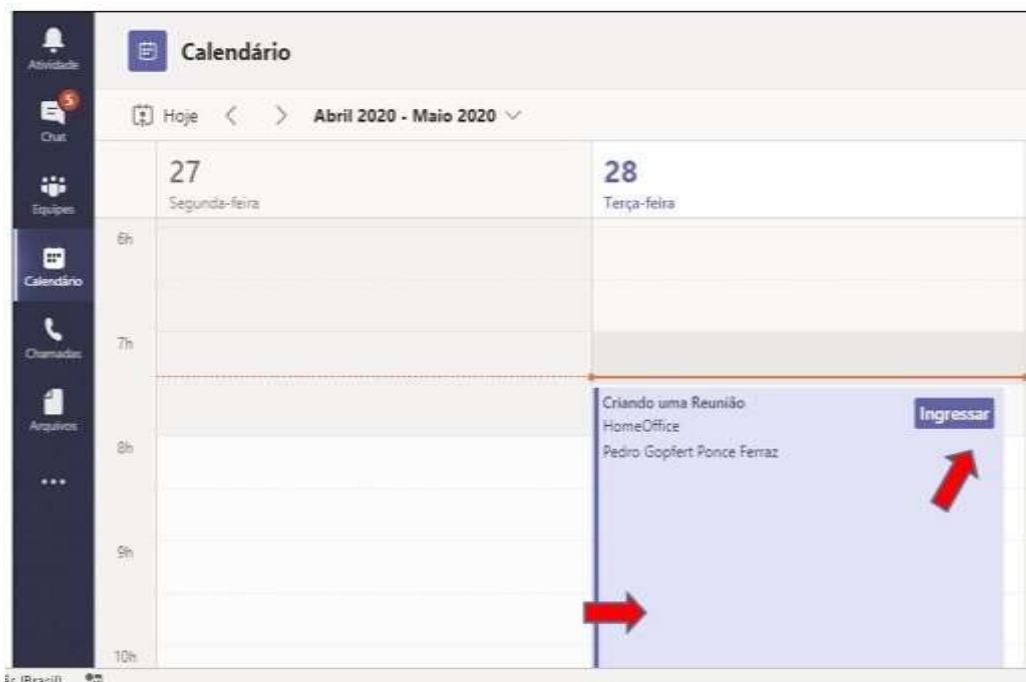 Atividade
Chat
5
Equipes
Calendário
Chamadas
Arquivos
Calendário
Hoje
Abril 2020 - Maio 2020
27
Segunda-feira
28
Terça-feira
6h
7h
8h
9h
10h
Criando uma Reunião
HomeOffice
Pedro Gopfert Ponce Ferraz
Ingressar
(Brasil)